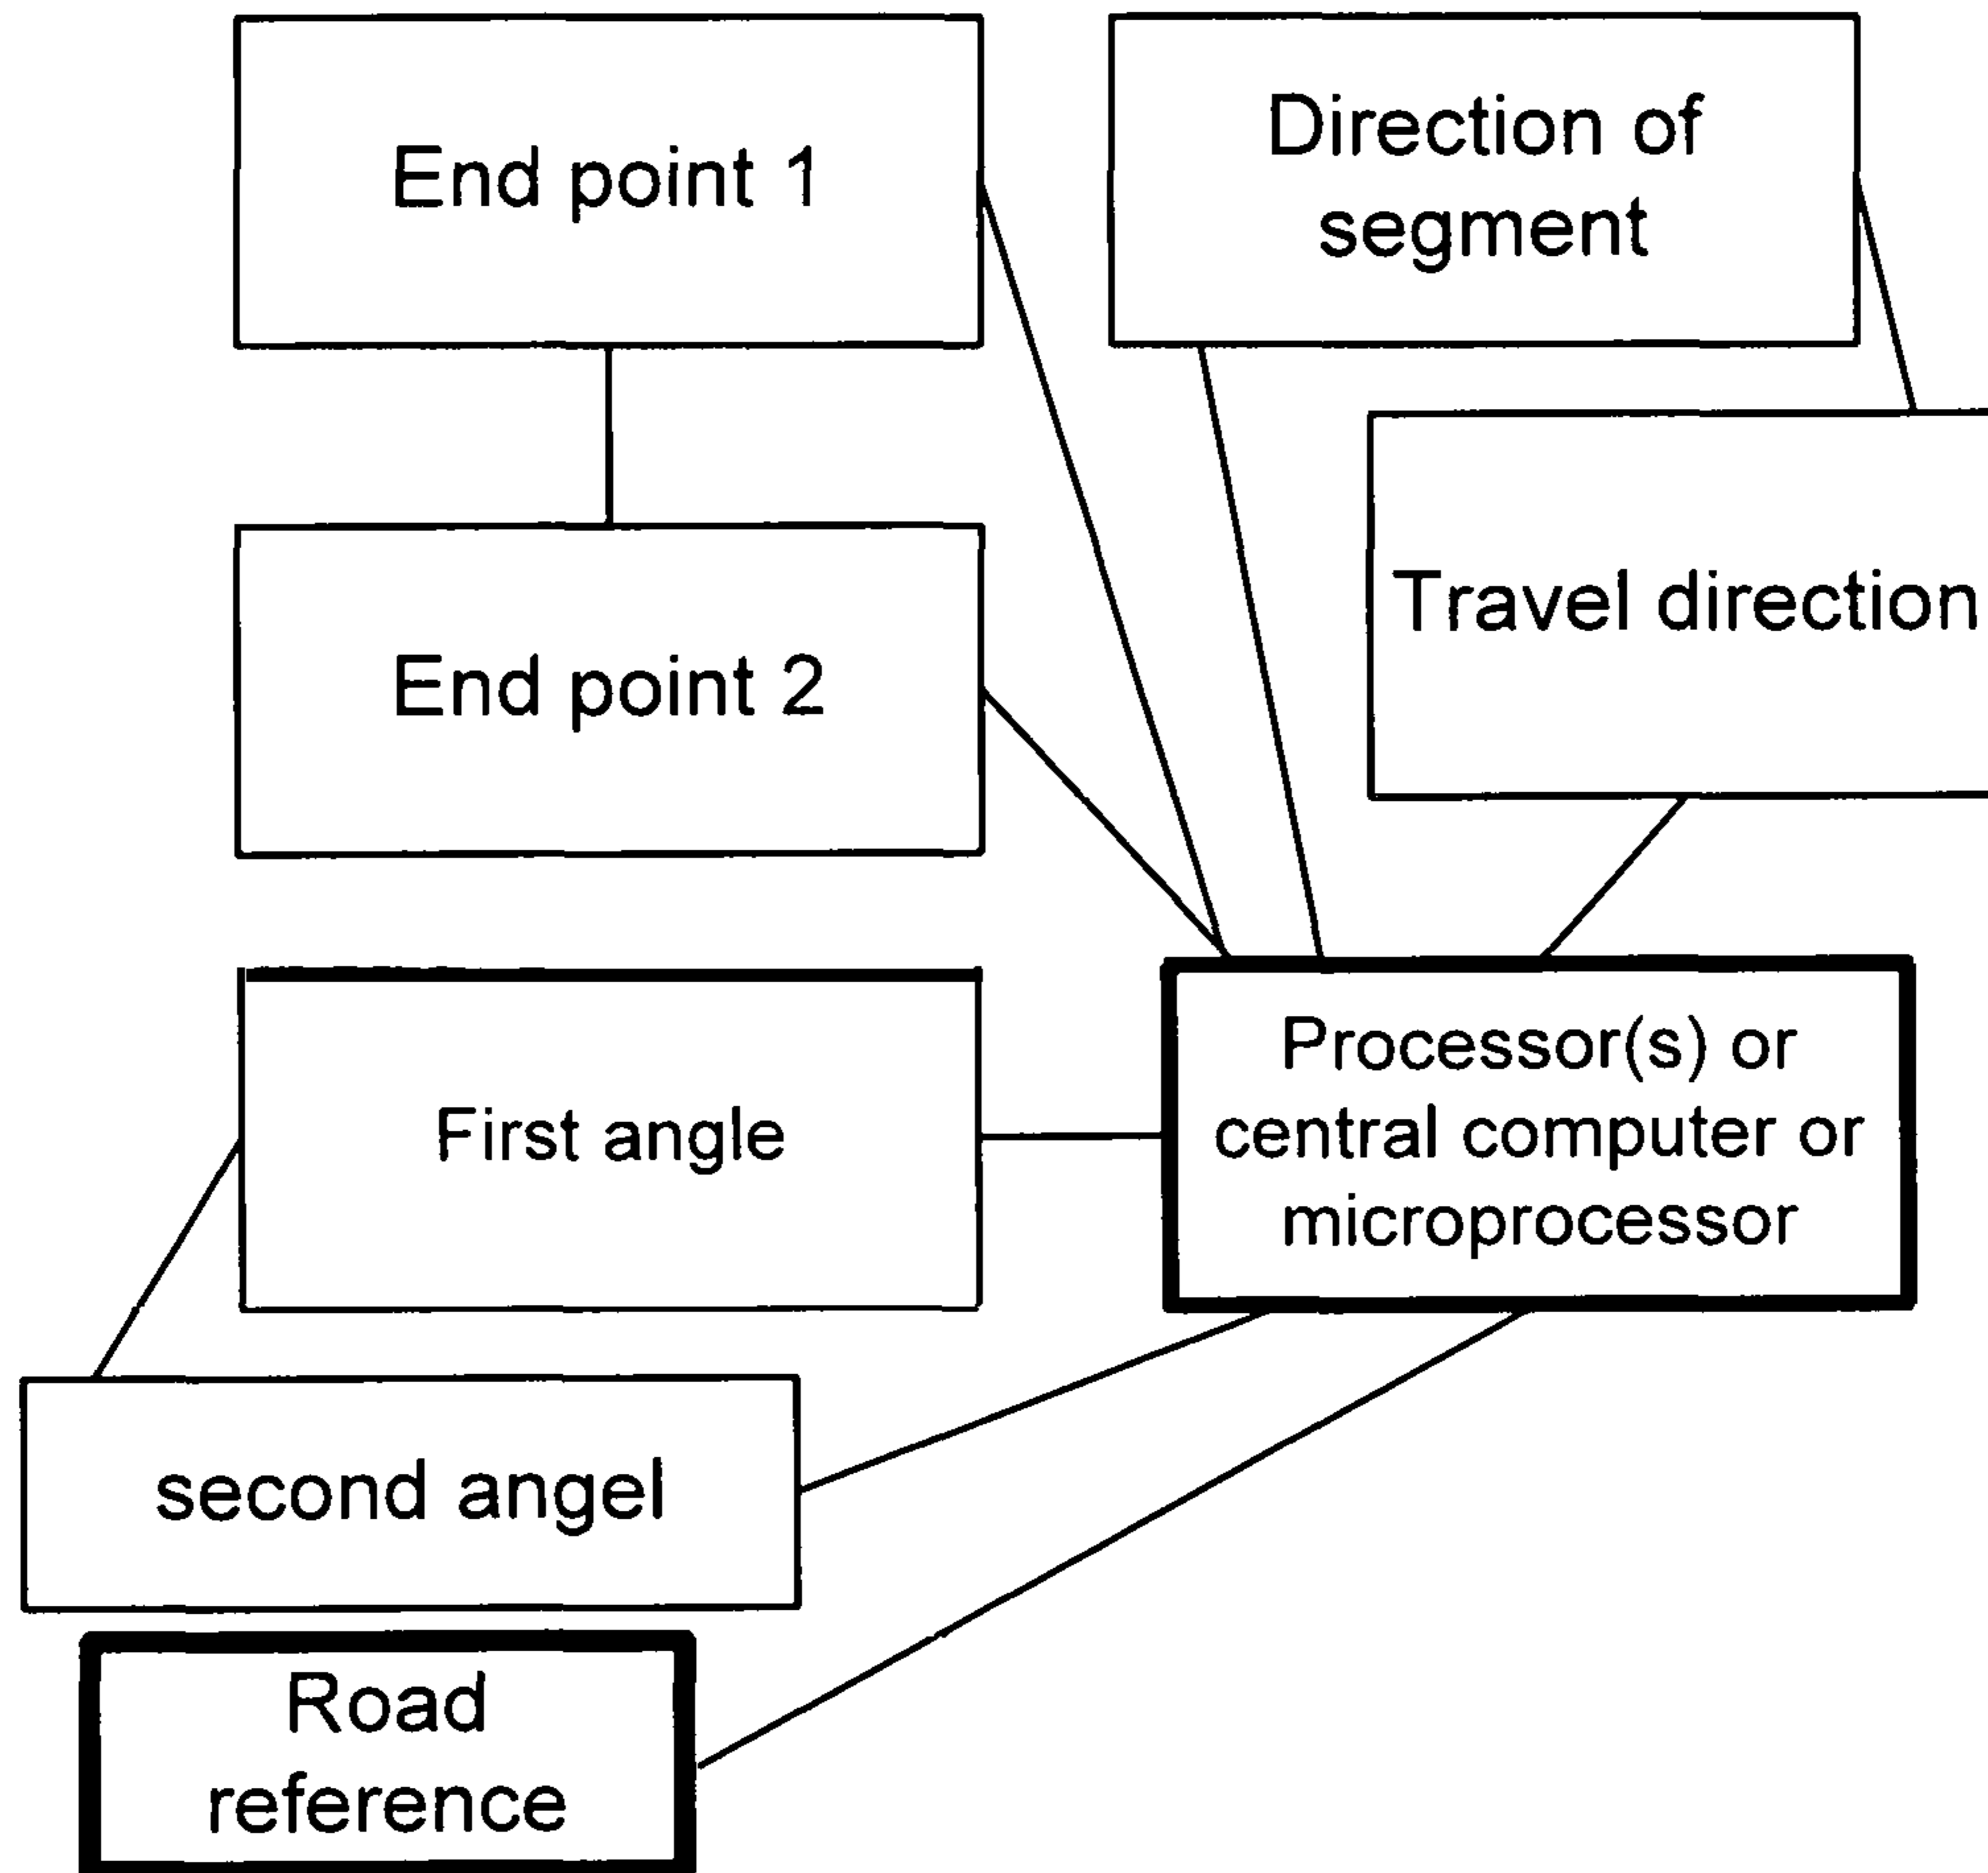 End point 1
Direction of
segment
End point 2
Travel direction
First angle
Processor(s) or
central computer or
microprocessor
second angel
Road
reference